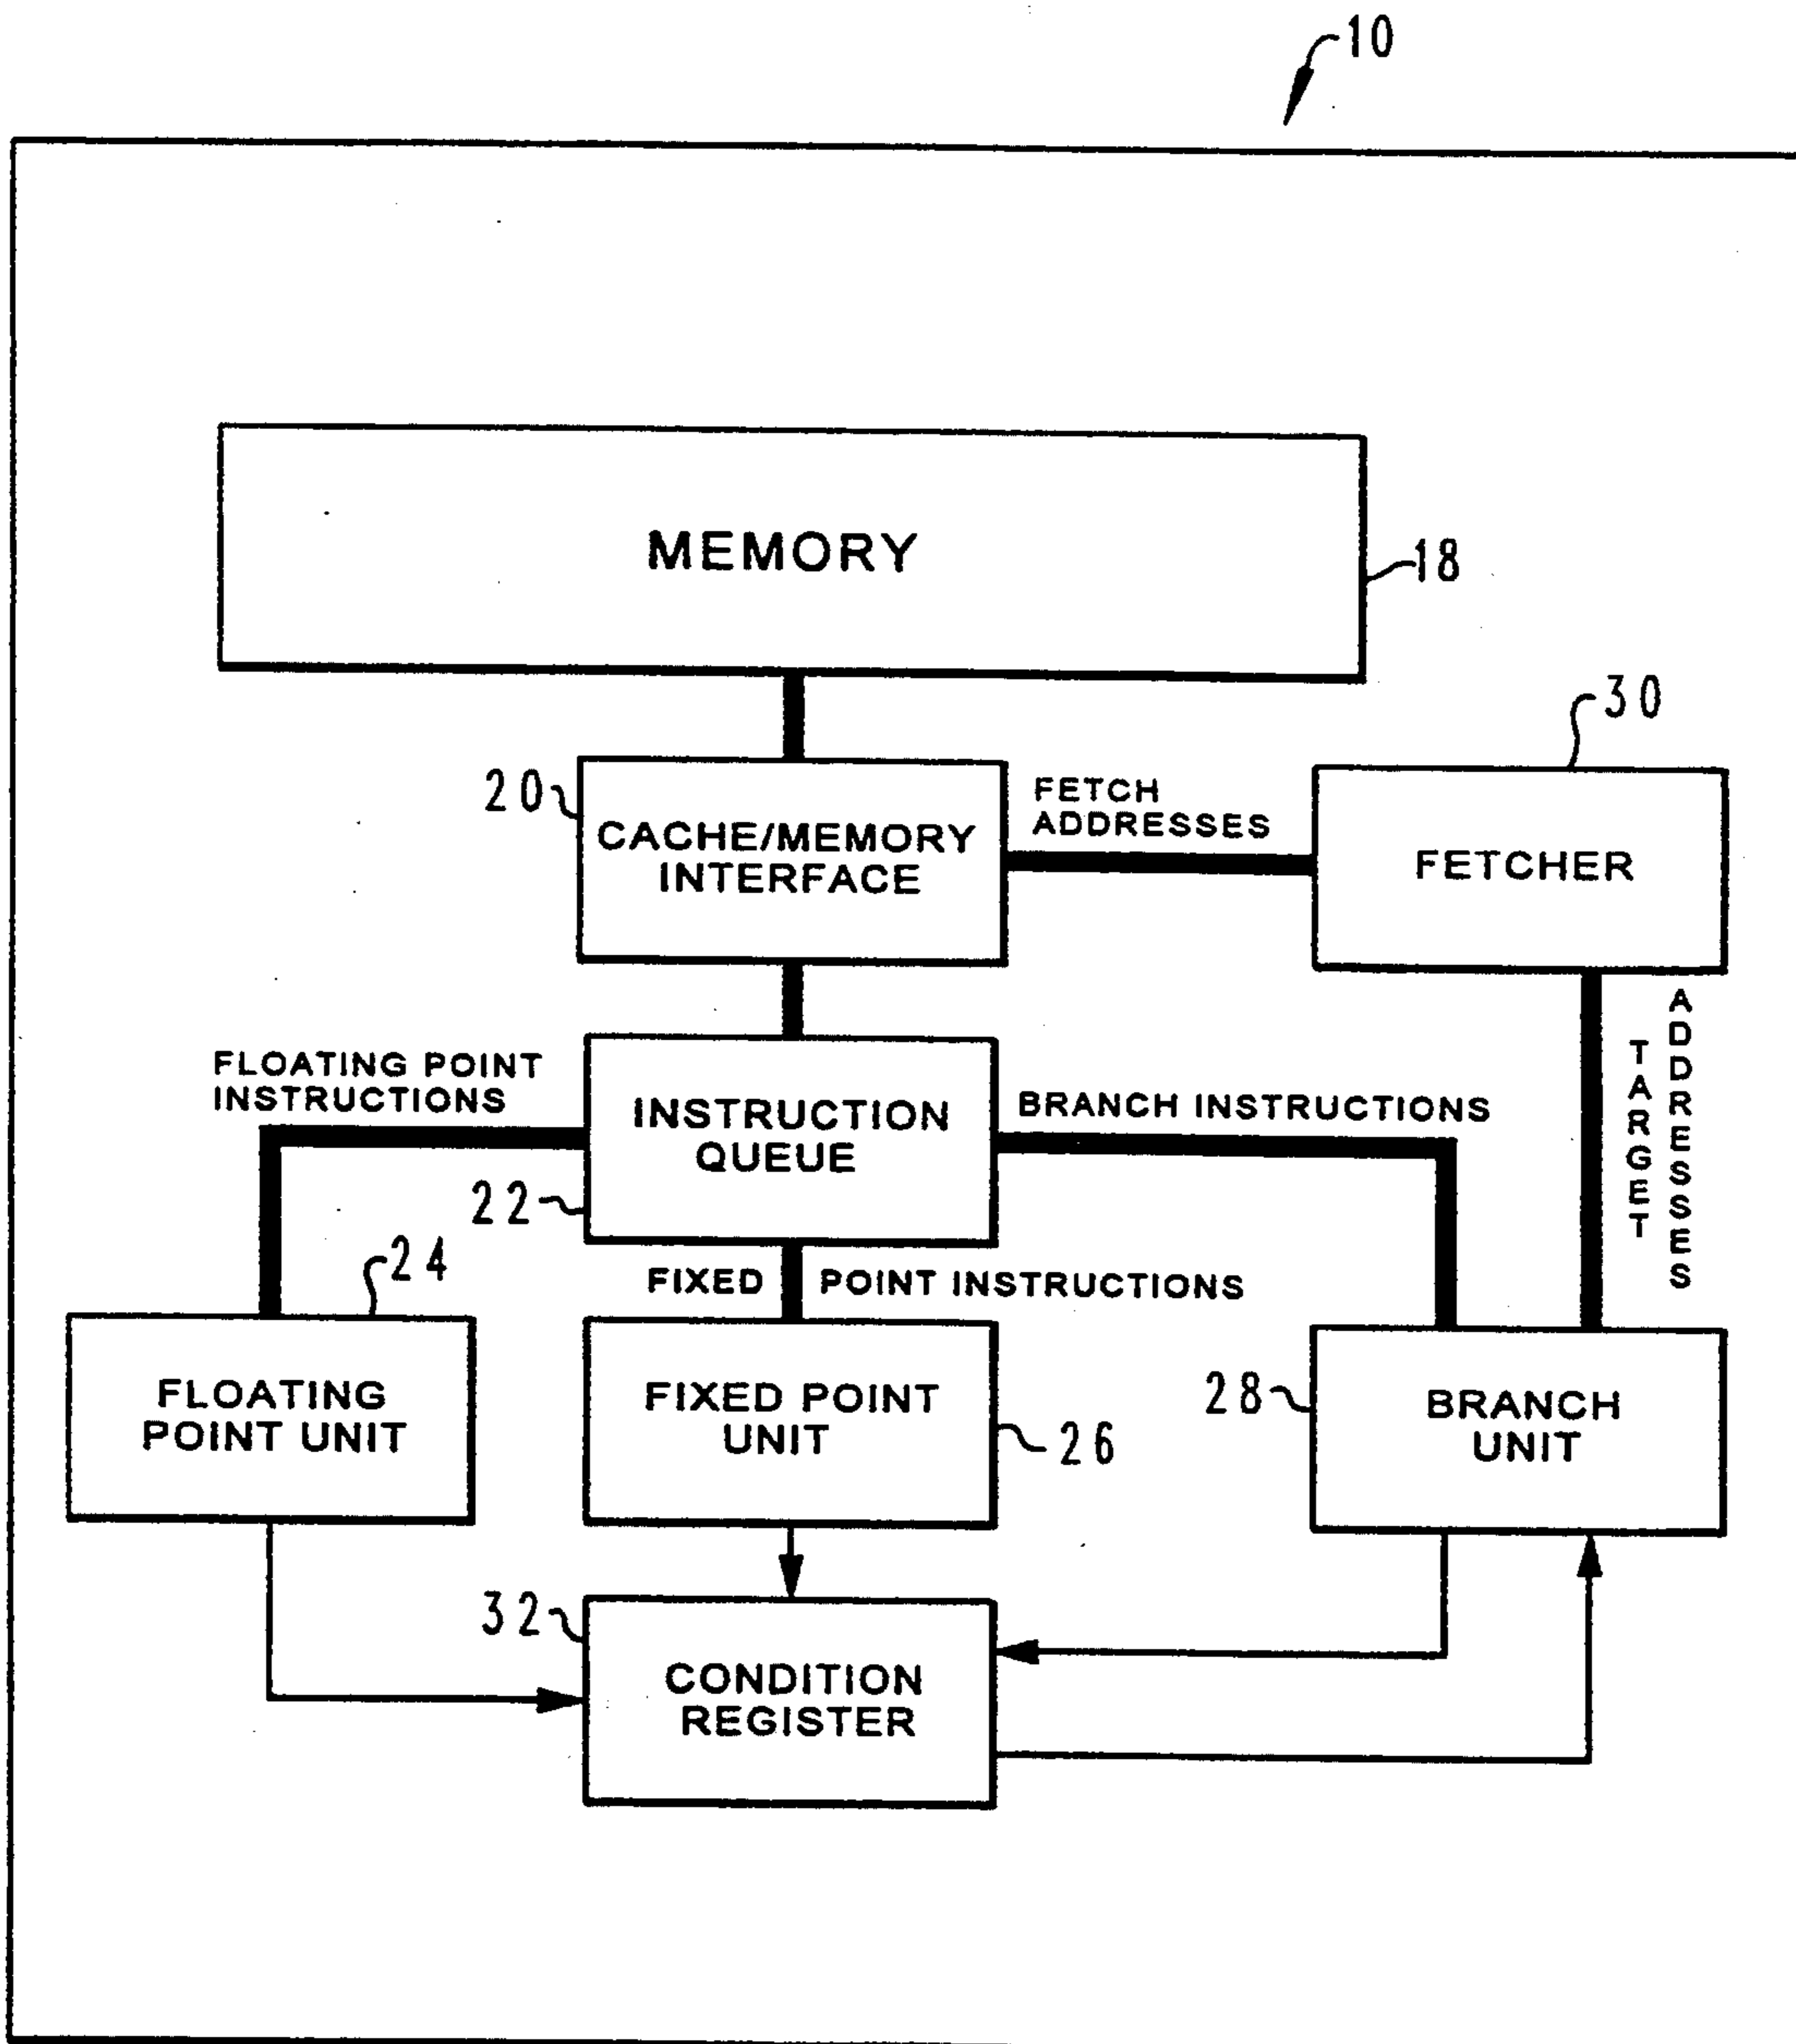 10
MEMORY
18
30
20
CACHE/MEMORY
INTERFACE
FETCH
ADDRESSES
FETCHER
FLOATING POINT
INSTRUCTIONS
INSTRUCTION
QUEUE
22
BRANCH INSTRUCTIONS
TARGET
ADDRESSES
24
FIXED POINT INSTRUCTIONS
FLOATING
POINT UNIT
FIXED POINT
UNIT
26
28
BRANCH
UNIT
32
CONDITION
REGISTER